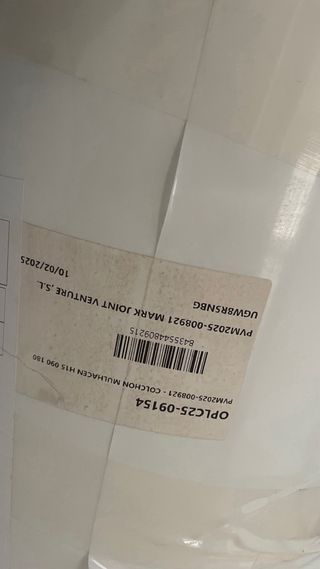 OPLC25-09154
PVM2025-008921 - COLCHON MULHACEN H15 090 180
8435544809215
PVM2025-008921 MARK JOINT VENTURE, S.L.
UGW8RSNBG
10/02/2025